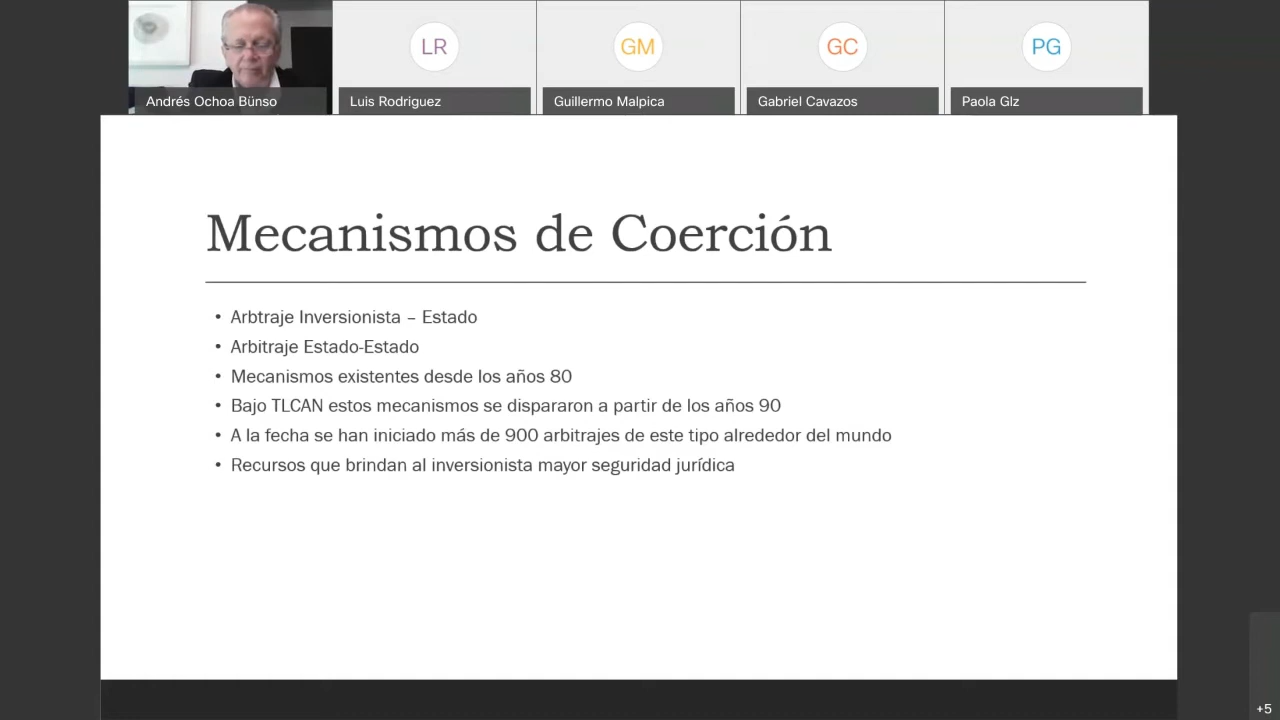 LR
GM
GC
PG
Andrés Ochoa Bünso
Luis Rodriguez
Guillermo Malpica
Gabriel Cavazos
Paola Glz
Mecanismos de Coerción
• Arbtraje Inversionista – Estado
• Arbitraje Estado-Estado
• Mecanismos existentes desde los años 80
• Bajo TLCAN estos mecanismos se dispararon a partir de los años 90
• A la fecha se han iniciado más de 900 arbitrajes de este tipo alrededor del mundo
• Recursos que brindan al inversionista mayor seguridad jurídica
+5